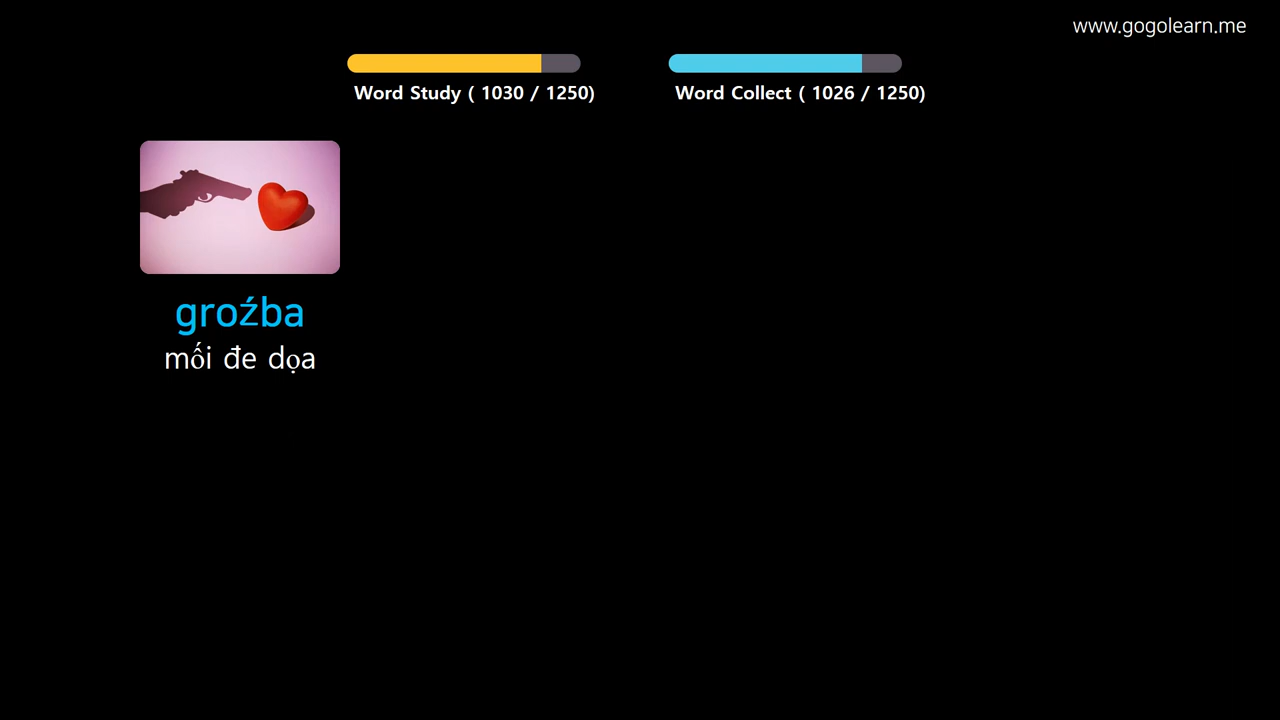 www.gogolearn.me
Word Study ( 1030 / 1250)
Word Collect ( 1026 / 1250)
groźba
mối đe dọa